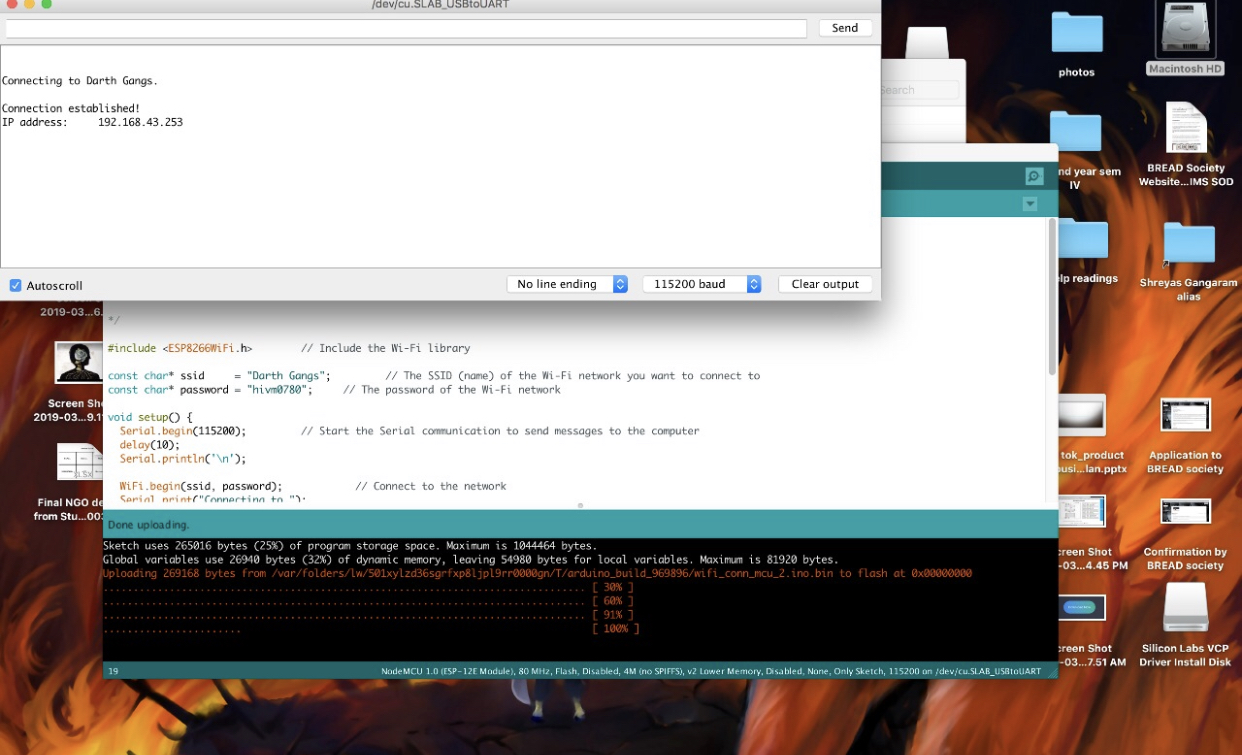 /dev/cu.SLAB_USBtoUART
Send
Connecting to Darth Gangs.
Connection established!
IP address:     192.168.43.253
Autoscroll
No line ending
115200 baud
Clear output
Search
photos
Macintosh HD
nd year sem
IV
BREAD Society
Website...IMS SOD
lp readings
Shreyas Gangaram
alias
2019-03...6.
Screen Sh
2019-03...9.1
Final NGO de
from Stu...00
*/
#include <ESP8266WiFi.h>        // Include the Wi-Fi library
const char* ssid     = "Darth Gangs";         // The SSID (name) of the Wi-Fi network you want to connect to
const char* password = "hivm0780";     // The password of the Wi-Fi network
void setup() {
  Serial.begin(115200);         // Start the Serial communication to send messages to the computer
  delay(10);
  Serial.println('\n');
  WiFi.begin(ssid, password);             // Connect to the network
  Serial.print("Connecting to ");
Done uploading.
Sketch uses 265016 bytes (25%) of program storage space. Maximum is 1044464 bytes.
Global variables use 26940 bytes (32%) of dynamic memory, leaving 54980 bytes for local variables. Maximum is 81920 bytes.
Uploading 269168 bytes from /var/folders/lw/501xylzd36sgrfxp8ljpl9rr0000gn/T/arduino_build_969896/wifi_conn_mcu_2.ino.bin to flash at 0x00000000
................................................................................ [ 30% ]
................................................................................ [ 60% ]
................................................................................ [ 91% ]
.......................                                                          [ 100% ]
19
NodeMCU 1.0 (ESP-12E Module), 80 MHz, Flash, Disabled, 4M (no SPIFFS), v2 Lower Memory, Disabled, None, Only Sketch, 115200 on /dev/cu.SLAB_USBtoUART
tok_product
busi...lan.pptx
Application to
BREAD society
creen Shot
-03...4.45 PM
Confirmation by
BREAD society
creen Shot
-03...7.51 AM
Silicon Labs VCP
Driver Install Disk